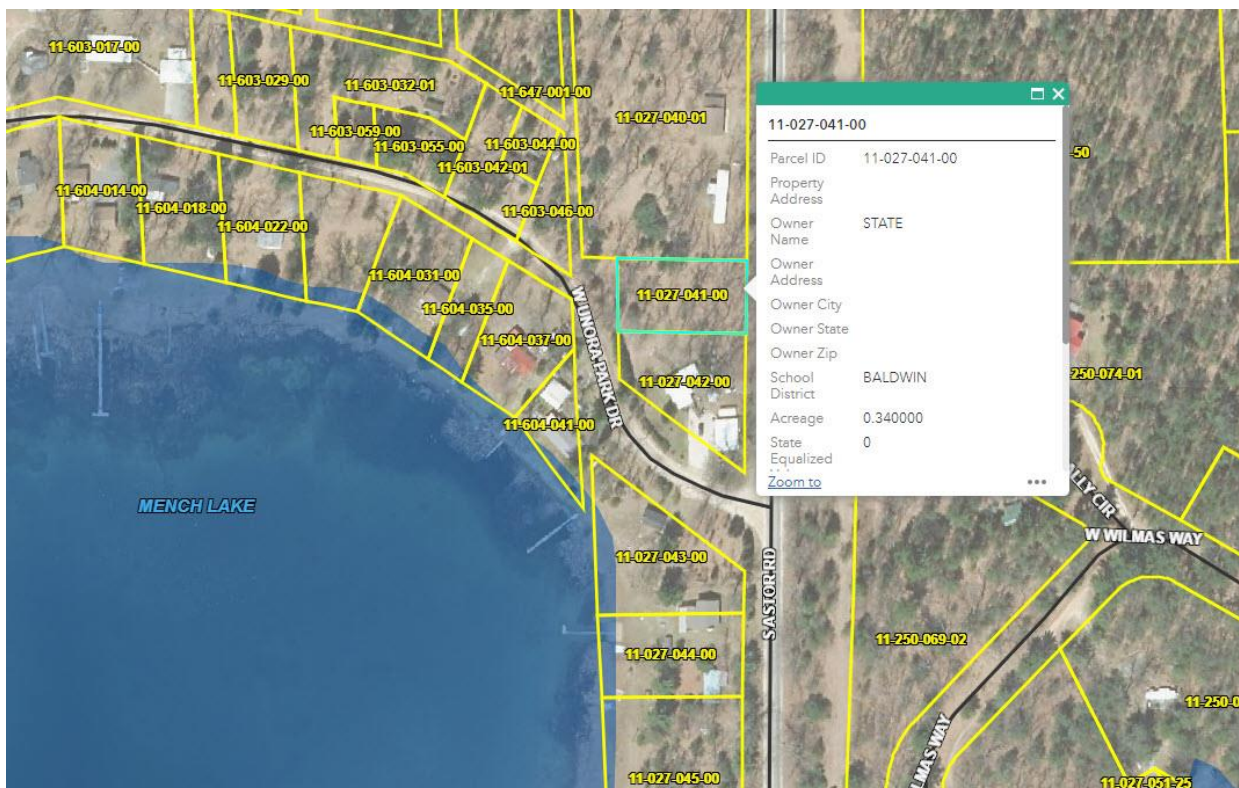 11-603-017-00
11-603-029-00
11-603-032-01
11-647-001-00
11-603-059-00
11-603-055-00
11-603-044-00
11-603-042-01
11-603-046-00
11-027-040-01
11-604-014-00
11-604-018-00
11-604-022-00
11-604-031-00
11-604-035-00
11-604-037-00
11-604-041-00
W UNORA PARK DR
11-027-041-00
11-027-042-00
MENCH LAKE
11-027-043-00
11-027-044-00
11-027-045-00
S ASTOR RD
11-027-041-00
Parcel ID 11-027-041-00
Property
Address
Owner STATE
Name
Owner
Address
Owner City
Owner State
Owner Zip
School BALDWIN
District
Acreage 0.340000
State 0
Equalized
Zoom to
-50
250-074-01
ALLY CIR
W WILMAS WAY
11-250-069-02
LMAS WAY
11-250-0
11-027-051-25